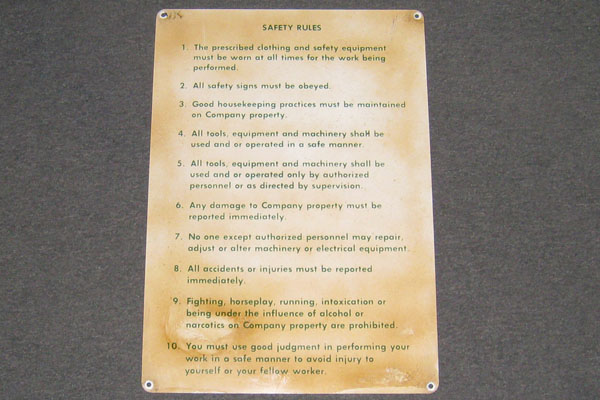 SAFETY RULES
1. The prescribed clothing and safety equipment
must be worn at all times for the work being
performed.
2. All safety signs must be obeyed.
3. Good housekeeping practices must be maintained
on Company property.
4. All tools, equipment and machinery shall be
used and or operated in a safe manner.
5. All tools, equipment and machinery shall be
used and or operated only by authorized
personnel or as directed by supervision.
6. Any damage to Company property must be
reported immediately.
7. No one except authorized personnel may repair,
adjust or alter machinery or electrical equipment.
8. All accidents or injuries must be reported
immediately.
9. Fighting, horseplay, running, intoxication or
being under the influence of alcohol or
narcotics on Company property are prohibited.
10. You must use good judgment in performing your
work in a safe manner to avoid injury to
yourself or your fellow worker.